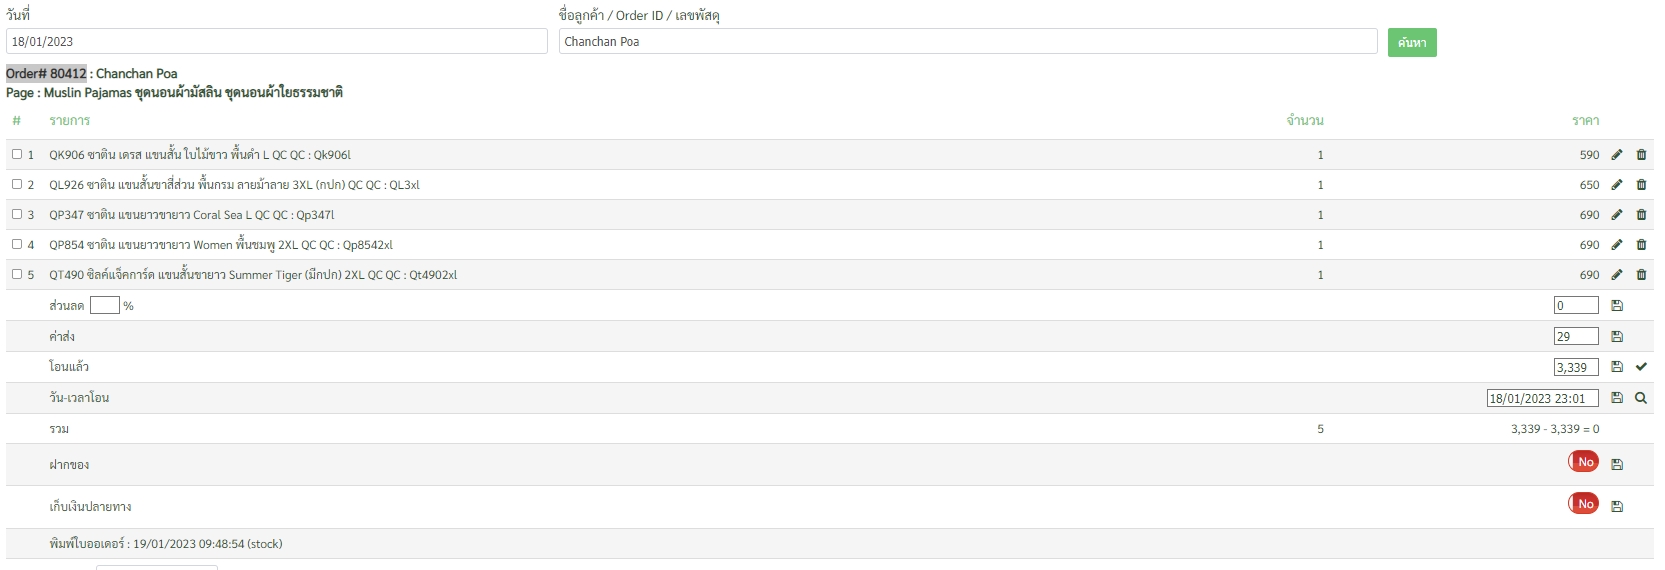 วันที่ ชื่อลูกค้า / Order ID / เลขพัสดุ
18/01/2023 Chanchan Poa ค้นหา
Order# 80412 : Chanchan Poa
Page : Muslin Pajamas ชุดนอนผ้ามัสลิน ชุดนอนผ้าใยธรรมชาติ
# รายการ จำนวน ราคา
1 QK906 ซาติน เดรส แขนสั้น ใบไม้ขาว พื้นดำ L QC QC : Qk906l 1 590
2 QL926 ซาติน แขนสั้นขาสี่ส่วน พื้นกรม ลายม้าลาย 3XL (กปก) QC QC : QL3xl 1 650
3 QP347 ซาติน แขนยาวขายาว Coral Sea L QC QC : Qp347l 1 690
4 QP854 ซาติน แขนยาวขายาว Women พื้นชมพู 2XL QC QC : Qp8542xl 1 690
5 QT490 ซิลค์แจ็คการ์ด แขนสั้นขายาว Summer Tiger (มีกปก) 2XL QC QC : Qt4902xl 1 690
ส่วนลด % 0
ค่าส่ง 29
โอนแล้ว 3,339
วัน-เวลาโอน 18/01/2023 23:01
รวม 5 3,339 - 3,339 = 0
ฝากของ No
เก็บเงินปลายทาง No
พิมพ์ใบออเดอร์ : 19/01/2023 09:48:54 (stock)